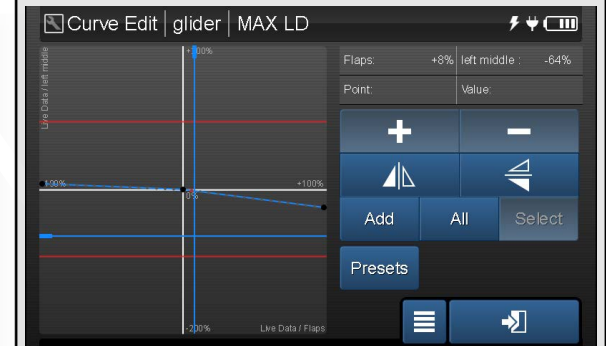 Curve Edit glider MAX LD
+200%
Live Data / left middle
-100%
+100%
0%
-200%
Live Data / Flaps
Flaps: +8% left middle : -64%
Point: Value:
+ −
Add All Select
Presets